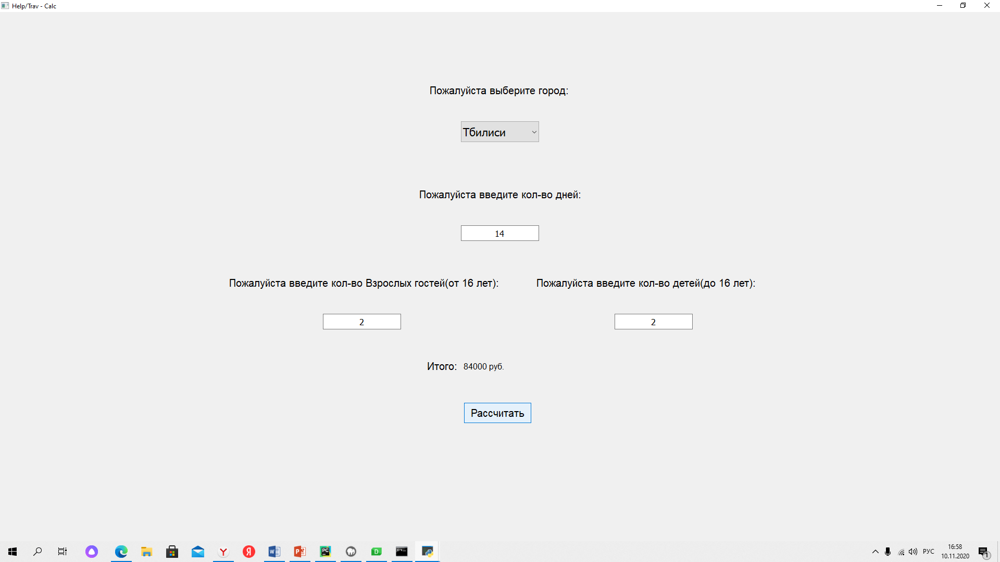 Help/Trav - Calc
Пожалуйста выберите город:
Тбилиси
Пожалуйста введите кол-во дней:
14
Пожалуйста введите кол-во Взрослых гостей(от 16 лет):
Пожалуйста введите кол-во детей(до 16 лет):
2
2
Итого: 84000 руб.
Рассчитать
РУС
16:58
10.11.2020
1